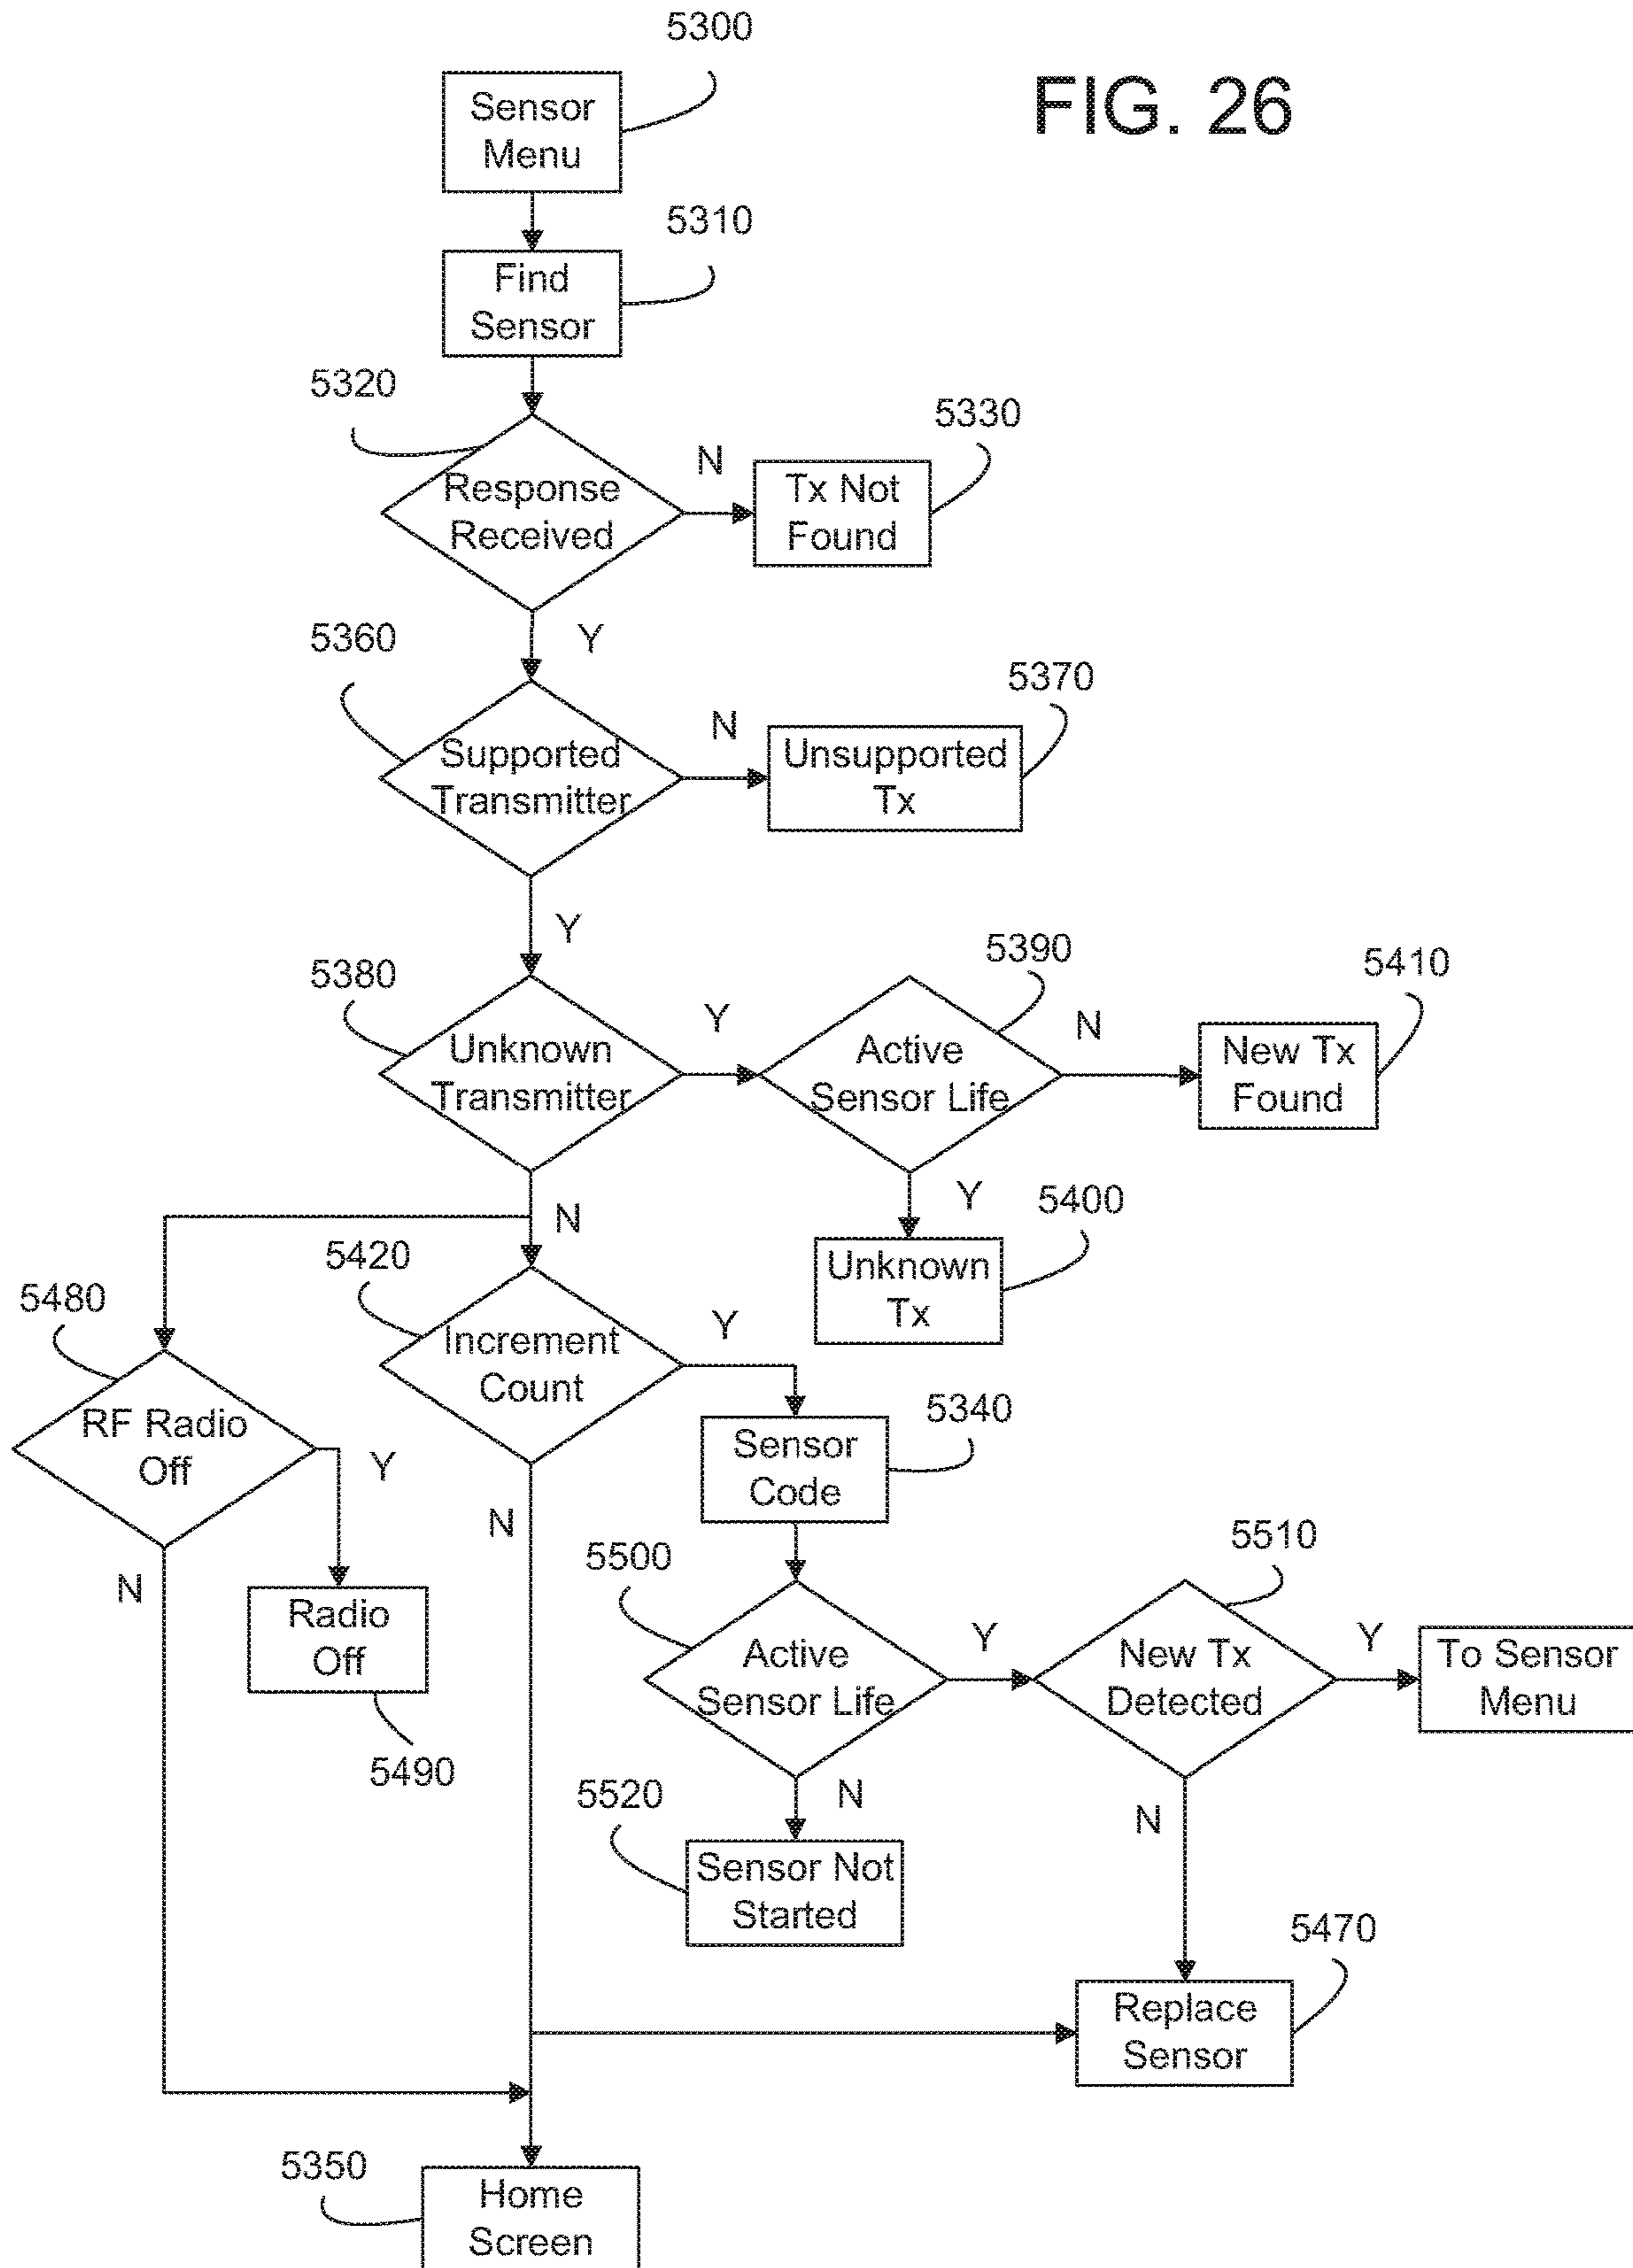 5300
FIG. 26
Sensor
Menu
5310
Find
Sensor
5320
5330
N
Response
Received
Tx Not
Found
5360
Y
5370
N
Supported
Transmitter
Unsupported
Tx
Y
5380
5390
5410
Y
N
Unknown
Transmitter
Active
Sensor Life
New Tx
Found
N
Y
5400
5420
Unknown
Tx
5480
Y
Increment
Count
RF Radio
Off
Y
5340
Sensor
Code
N
N
5500
5510
Radio
Off
Y
Y
Active
Sensor Life
New Tx
Detected
To Sensor
Menu
5490
5520
N
N
Sensor Not
Started
5470
Replace
Sensor
5350
Home
Screen